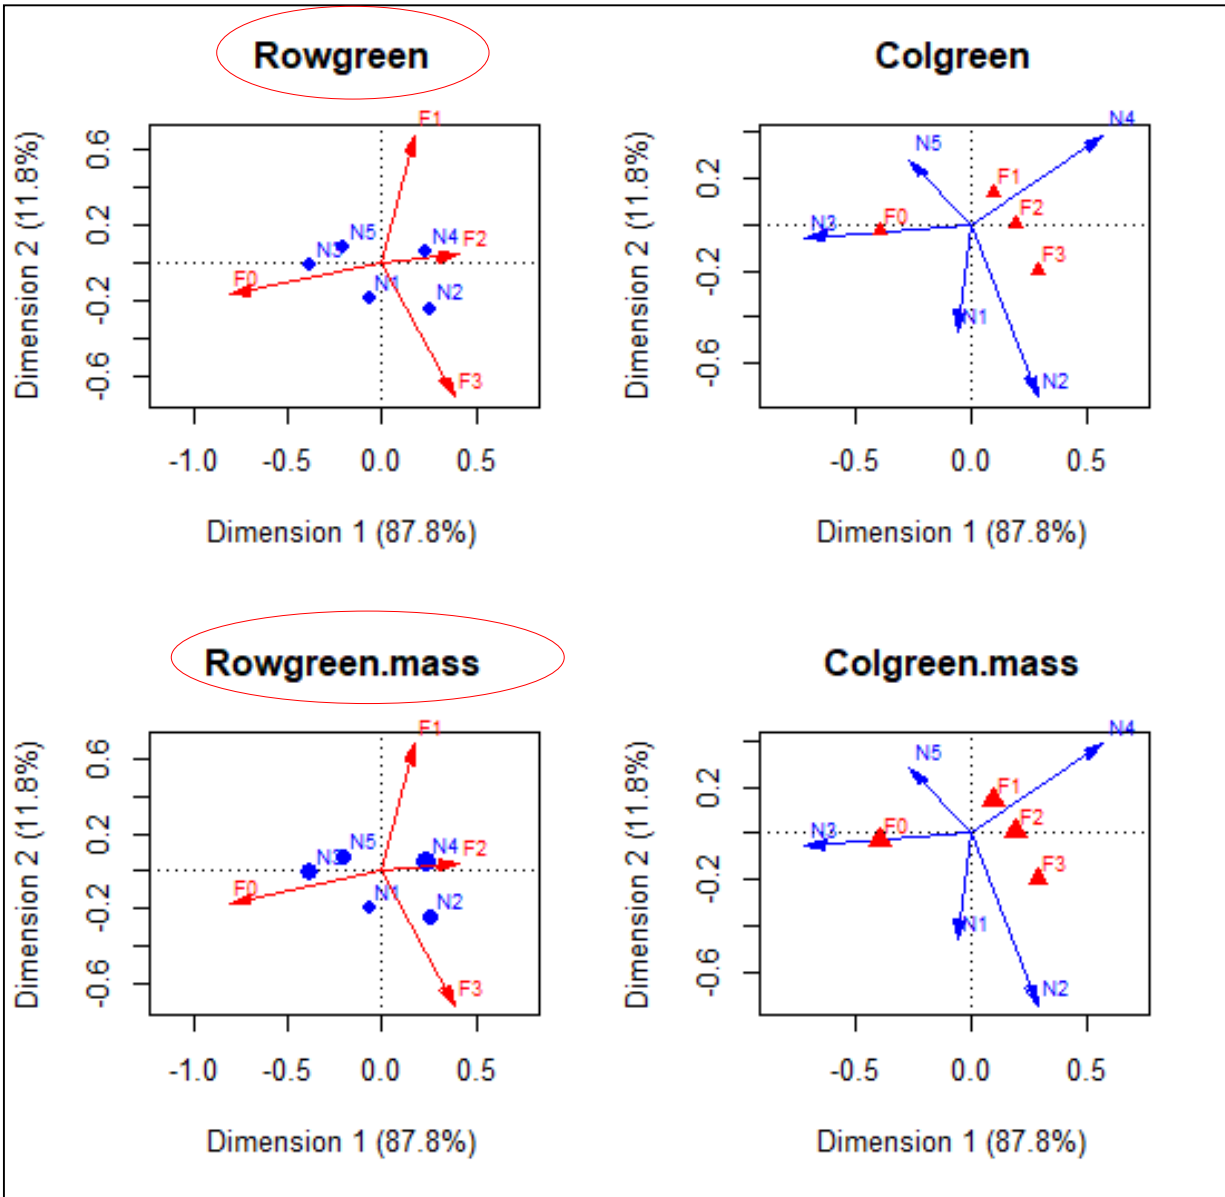 Rowgreen
Dimension 2 (11.8%)
0.6
0.2
-0.2
-0.6
F1
N5
N3
N4
F2
F0
N1
N2
F3
-1.0 -0.5 0.0 0.5
Dimension 1 (87.8%)
Colgreen
Dimension 2 (11.8%)
0.2
-0.2
-0.6
N4
N5
F1
N3
F0
F2
F3
N1
N2
-0.5 0.0 0.5
Dimension 1 (87.8%)
Rowgreen.mass
Dimension 2 (11.8%)
0.6
0.2
-0.2
-0.6
F1
N5
N3
N4
F2
F0
N1
N2
F3
-1.0 -0.5 0.0 0.5
Dimension 1 (87.8%)
Colgreen.mass
Dimension 2 (11.8%)
0.2
-0.2
-0.6
N4
N5
F1
N3
F0
F2
F3
N1
N2
-0.5 0.0 0.5
Dimension 1 (87.8%)